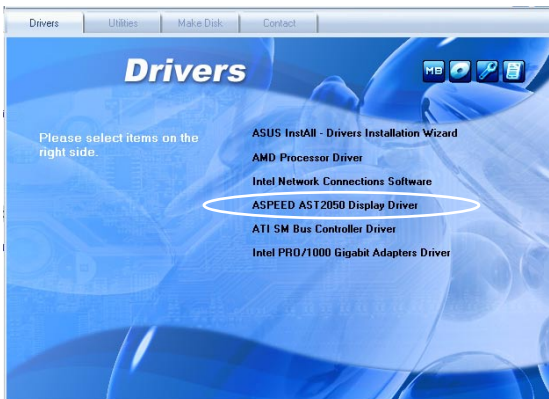 Drivers
Utilities
Make Disk
Contact
Drivers
MB
Please select items on the
right side.
ASUS InstAll - Drivers Installation Wizard
AMD Processor Driver
Intel Network Connections Software
ASPEED AST2050 Display Driver
ATI SM Bus Controller Driver
Intel PRO/1000 Gigabit Adapters Driver